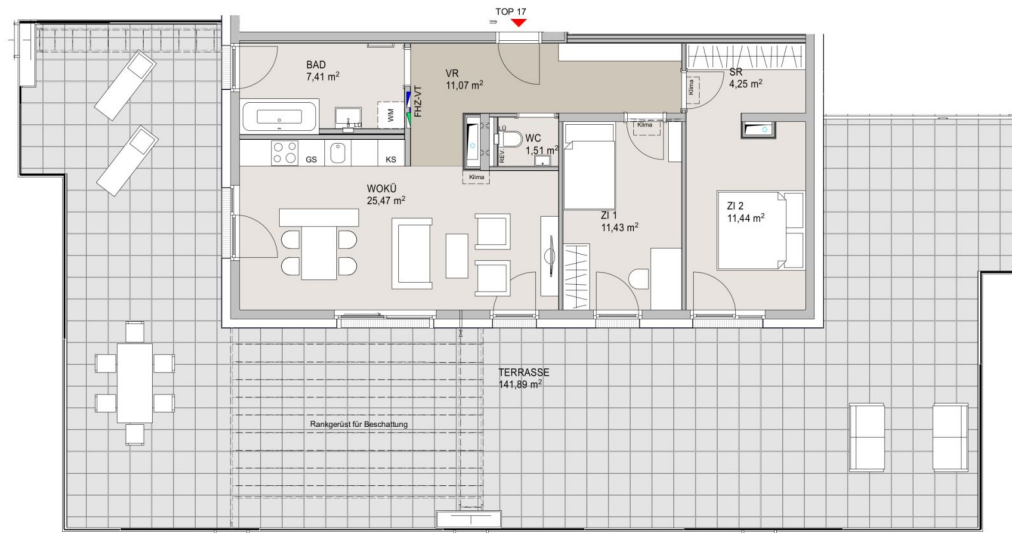 TOP 17
BAD
7,41 m²
VR
11,07 m²
SR
4,25 m²
Klima
FHZ-VT
WM
Klima
WC
1,51 m²
REV.
GS
KS
Klima
WOKÜ
25,47 m²
ZI 1
11,43 m²
ZI 2
11,44 m²
TERRASSE
141,89 m²
Rankgerüst für Beschattung